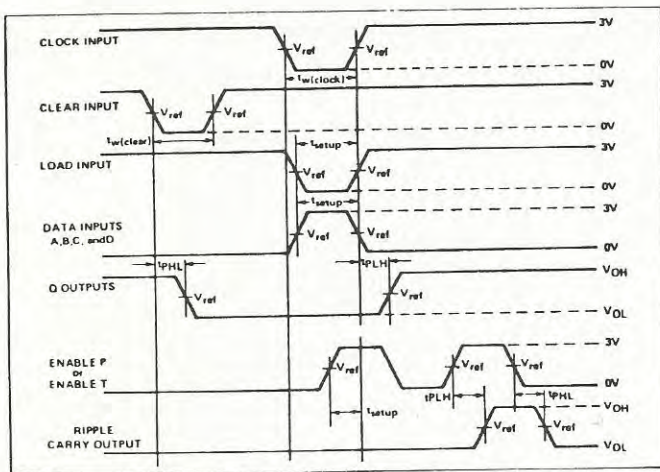 CLOCK INPUT
Vref
Vref
3V
0V
tw(clock)
CLEAR INPUT
Vref
Vref
3V
0V
tw(clear)
LOAD INPUT
tsetup
Vref
Vref
3V
0V
tsetup
DATA INPUTS
A,B,C, and D
Vref
Vref
3V
0V
Q OUTPUTS
tPHL
Vref
tPLH
Vref
VOH
VOL
ENABLE P
or
ENABLE T
Vref
Vref
Vref
3V
0V
tsetup
tPLH
tPHL
RIPPLE
CARRY OUTPUT
Vref
Vref
VOH
VOL